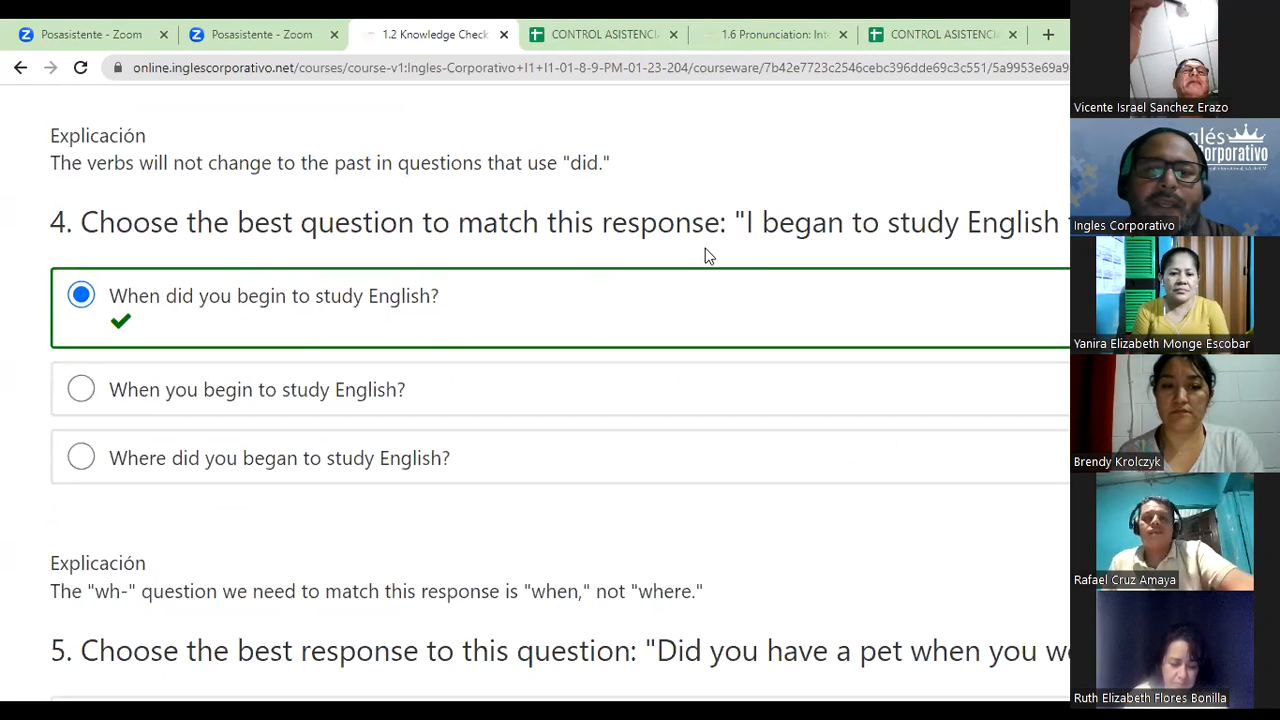 Posasistente - Zoom
Posasistente - Zoom
1.2 Knowledge Check
CONTROL ASISTENC
1.6 Pronunciation: Int
CONTROL ASISTENC
online.inglescorporativo.net/courses/course-v1:Ingles-Corporativo+I1+I1-01-8-9-PM-01-23-204/courseware/7b42e7723c2546cebc396dde69c3c551/5a9953e69a9
Explicación
The verbs will not change to the past in questions that use "did."
4. Choose the best question to match this response: "I began to study English
When did you begin to study English?
When you begin to study English?
Where did you began to study English?
Explicación
The "wh-" question we need to match this response is "when," not "where."
5. Choose the best response to this question: "Did you have a pet when you we
Vicente Israel Sanchez Erazo
glés
Corporativo
Ingles Corporativo
Yanira Elizabeth Monge Escobar
Brendy Krolczyk
Rafael Cruz Amaya
Ruth Elizabeth Flores Bonilla